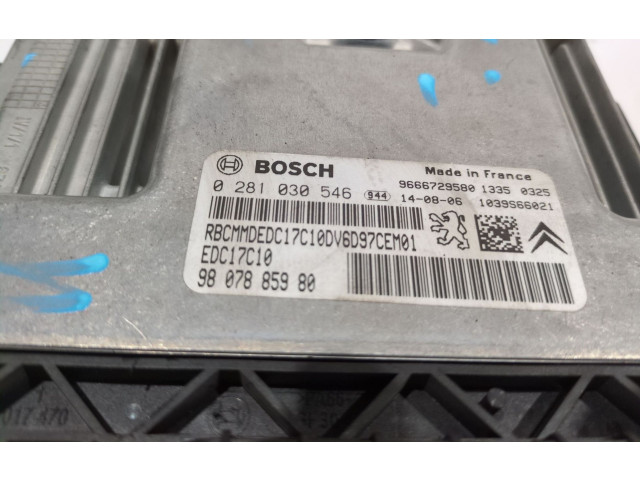 BOSCH
Made in France
0 281 030 546 944
9666729580 1335 0325
14-08-06 1039S66021
RBCMMDEDC17C10DV6D97CEM01
EDC17C10
98 078 859 80